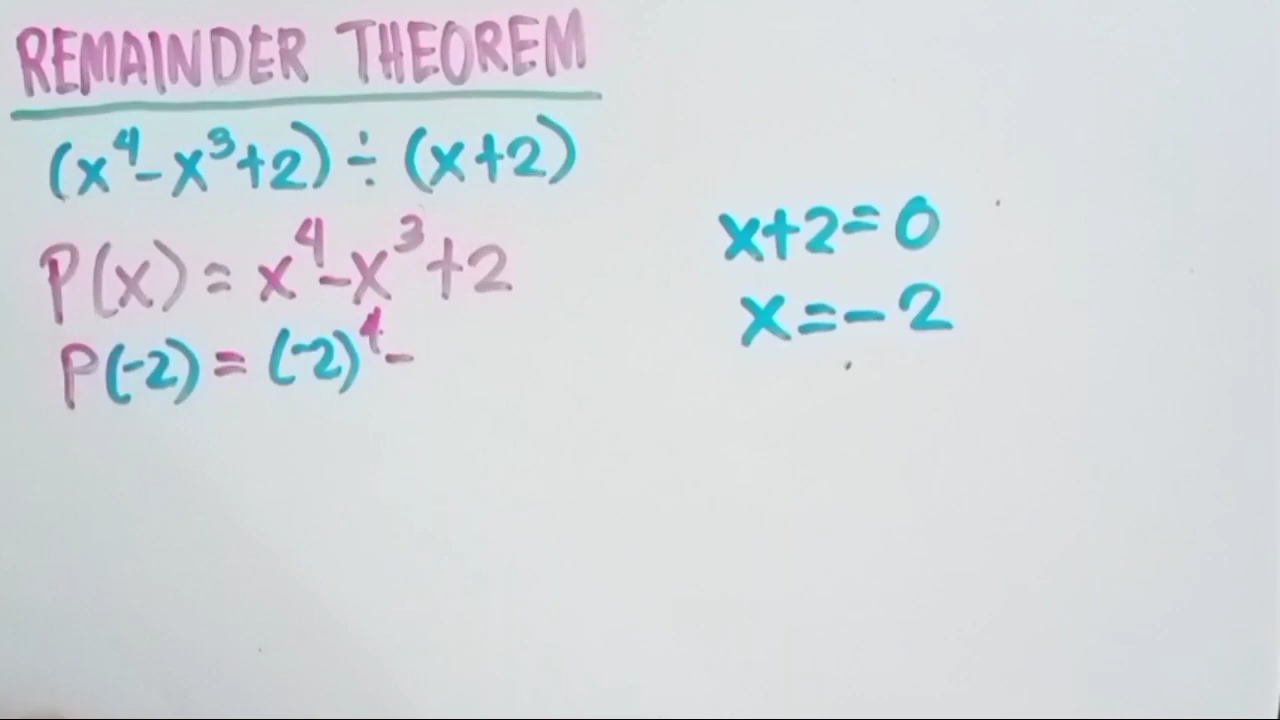 REMAINDER THEOREM
(x⁴-x³+2) ÷ (x+2)
P(x) = x⁴-x³+2
P(-2) = (-2)⁴-
x+2=0
x=-2